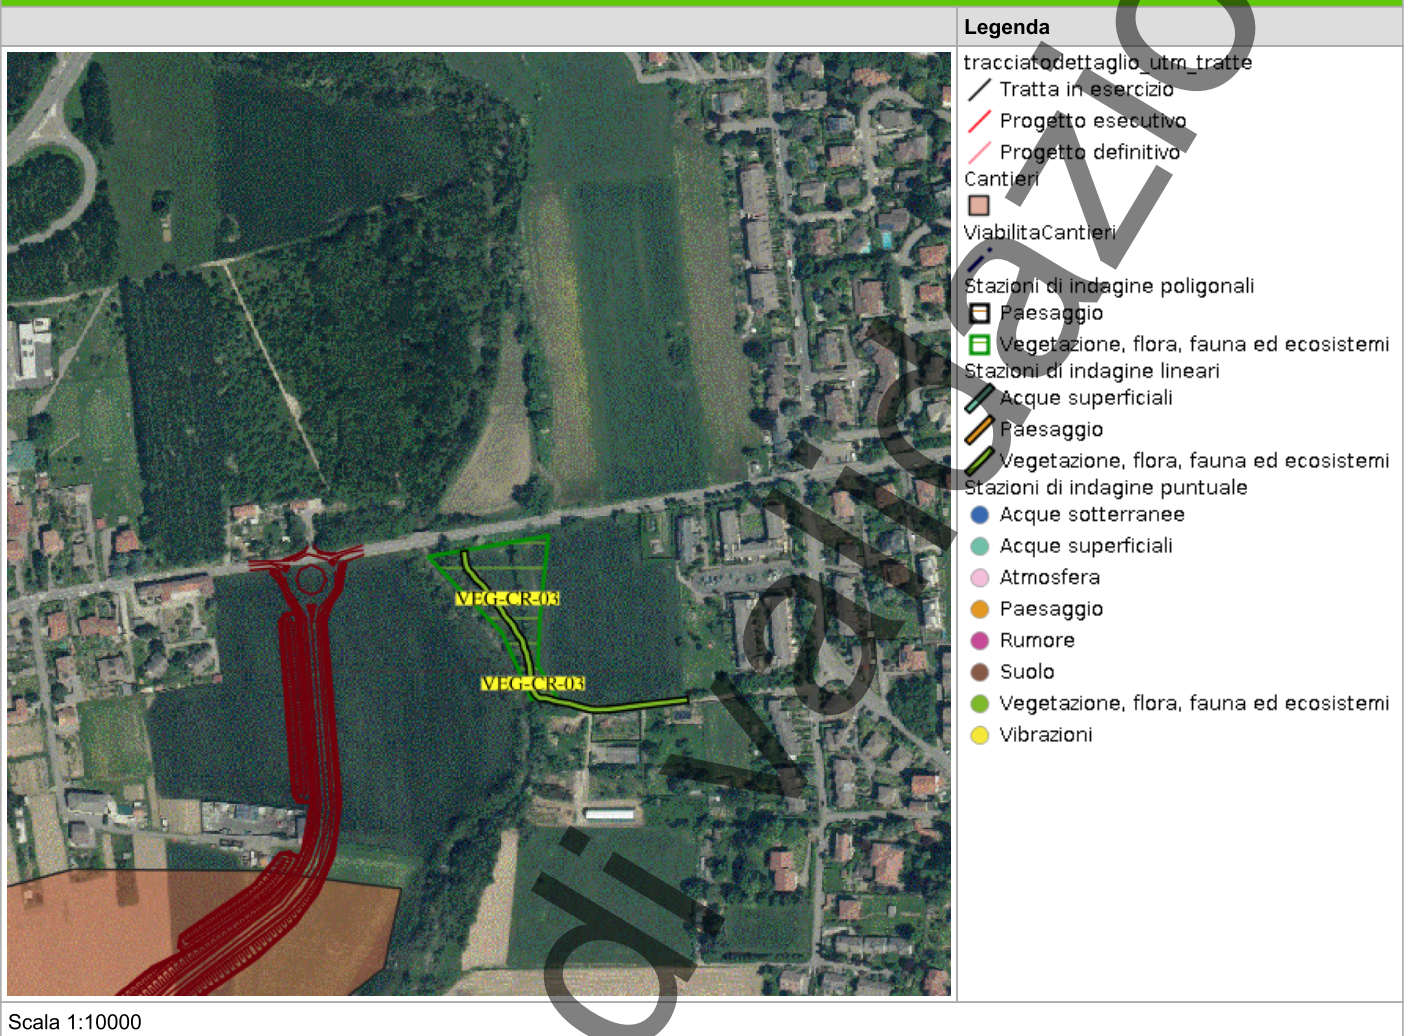 Legenda
tracciatodettaglio_utm_tratte
Tratta in esercizio
Progetto esecutivo
Progetto definitivo
Cantieri
ViabilitaCantieri
Stazioni di indagine poligonali
Paesaggio
Vegetazione, flora, fauna ed ecosistemi
Stazioni di indagine lineari
Acque superficiali
Paesaggio
Vegetazione, flora, fauna ed ecosistemi
Stazioni di indagine puntuale
Acque sotterranee
Acque superficiali
Atmosfera
Paesaggio
Rumore
Suolo
Vegetazione, flora, fauna ed ecosistemi
Vibrazioni
VEG-CR-03
VEG-CR-03
di validazio
Scala 1:10000